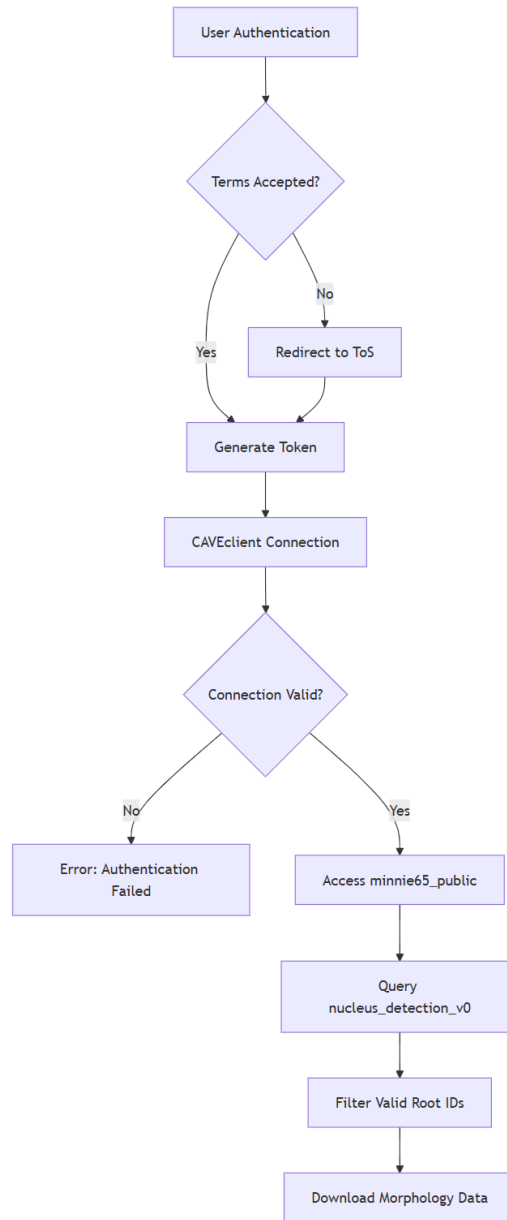 User Authentication
Terms Accepted?
No
Yes
Redirect to ToS
Generate Token
CAVEclient Connection
Connection Valid?
No
Yes
Error: Authentication
Failed
Access minnie65_public
Query
nucleus_detection_v0
Filter Valid Root IDs
Download Morphology Data